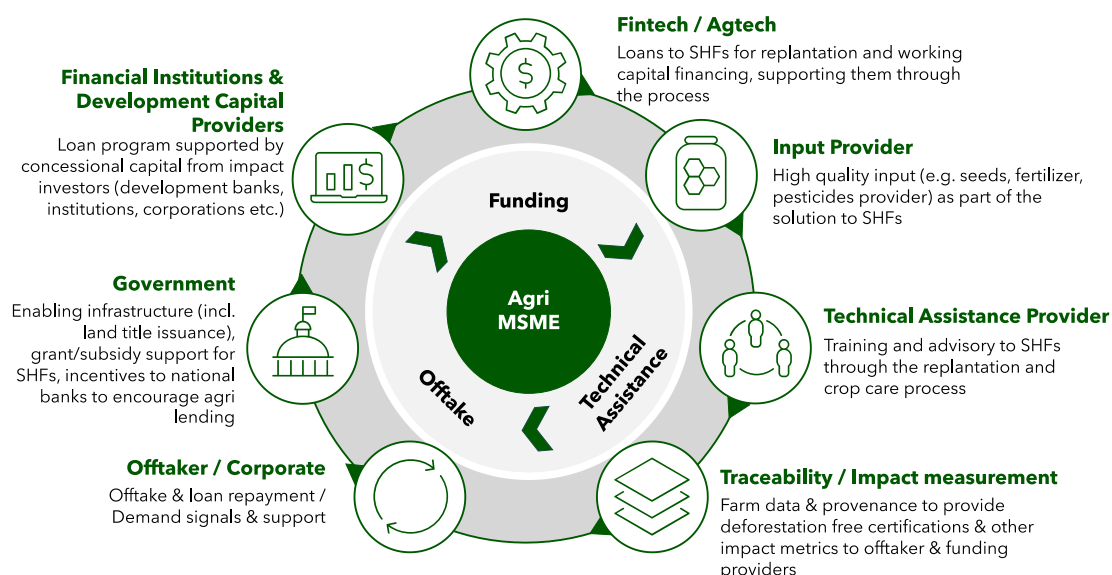 Fintech / Agtech
Loans to SHFs for replantation and working
capital financing, supporting them through
the process
Financial Institutions &
Development Capital
Providers
Loan program supported by
concessional capital from impact
investors (development banks,
institutions, corporations etc.)
Input Provider
High quality input (e.g. seeds, fertilizer,
pesticides provider) as part of the
solution to SHFs
Funding
Agri
MSME
Technical
Assistance
Offtake
Government
Enabling infrastructure (incl.
land title issuance),
grant/subsidy support for
SHFs, incentives to national
banks to encourage agri
lending
Technical Assistance Provider
Training and advisory to SHFs
through the replantation and
crop care process
Offtaker / Corporate
Offtake & loan repayment /
Demand signals & support
Traceability / Impact measurement
Farm data & provenance to provide
deforestation free certifications & other
impact metrics to offtaker & funding
providers